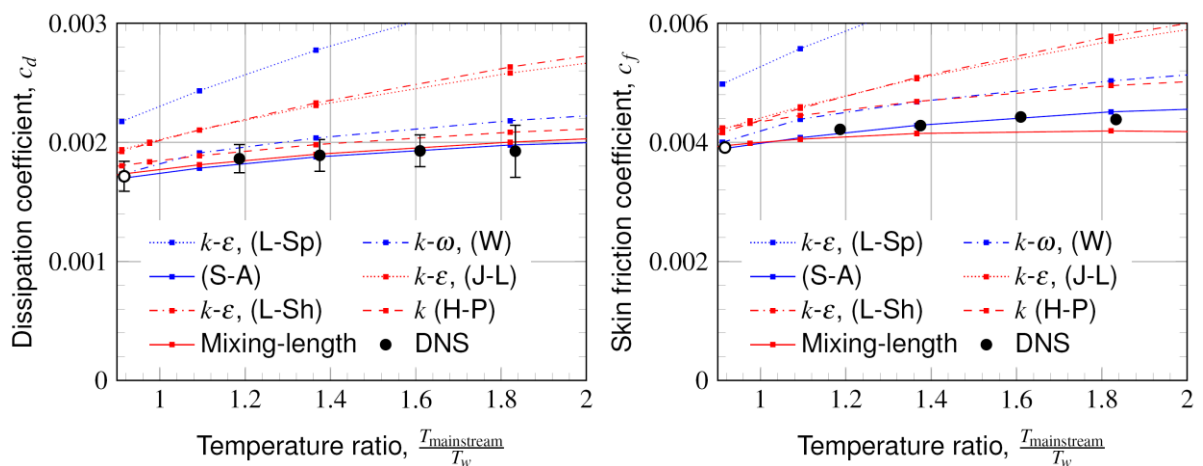 0.003
0.002
0.001
0
Dissipation coefficient, c_d
k-ε, (L-Sp)
k-ω, (W)
(S-A)
k-ε, (J-L)
k-ε, (L-Sh)
k (H-P)
Mixing-length
DNS
1 1.2 1.4 1.6 1.8 2
Temperature ratio, T_mainstream/T_w
0.006
0.004
0.002
0
Skin friction coefficient, c_f
k-ε, (L-Sp)
k-ω, (W)
(S-A)
k-ε, (J-L)
k-ε, (L-Sh)
k (H-P)
Mixing-length
DNS
1 1.2 1.4 1.6 1.8 2
Temperature ratio, T_mainstream/T_w